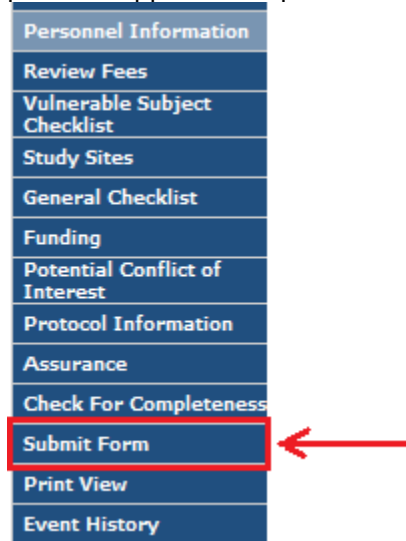 Personnel Information
Review Fees
Vulnerable Subject
Checklist
Study Sites
General Checklist
Funding
Potential Conflict of
Interest
Protocol Information
Assurance
Check For Completeness
Submit Form
Print View
Event History